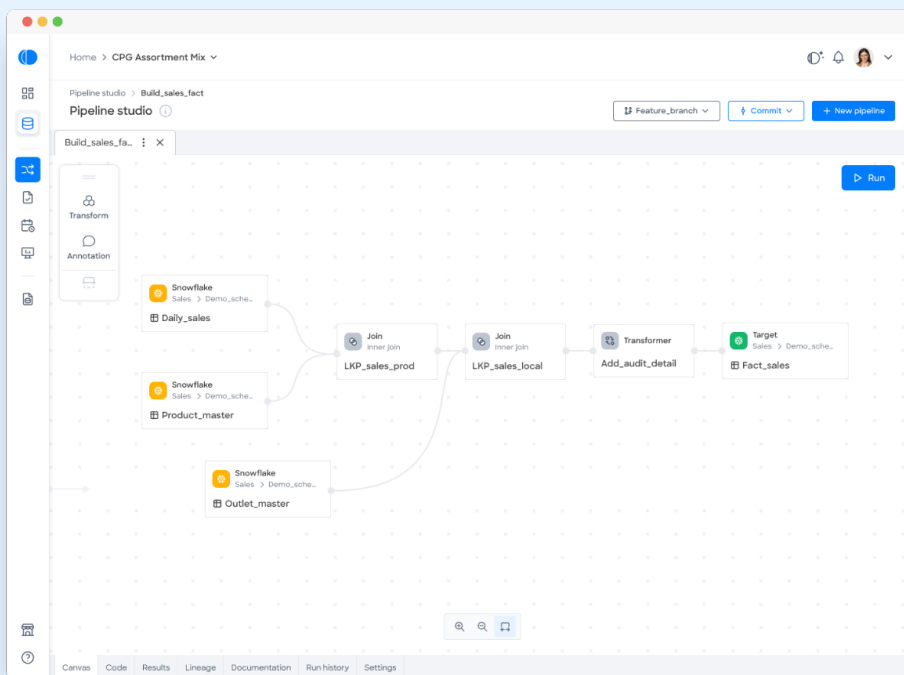 Home > CPG Assortment Mix
Pipeline studio > Build_sales_fact
Pipeline studio
Feature_branch
Commit
+ New pipeline
Build_sales_fa...
Run
Transform
Annotation
Snowflake
Sales > Demo_sche...
Daily_sales
Snowflake
Sales > Demo_sche...
Product_master
Snowflake
Sales > Demo_sche...
Outlet_master
Join
Inner join
LKP_sales_prod
Join
Inner join
LKP_sales_local
Transformer
Add_audit_detail
Target
Sales > Demo_sche...
Fact_sales
Canvas Code Results Lineage Documentation Run history Settings